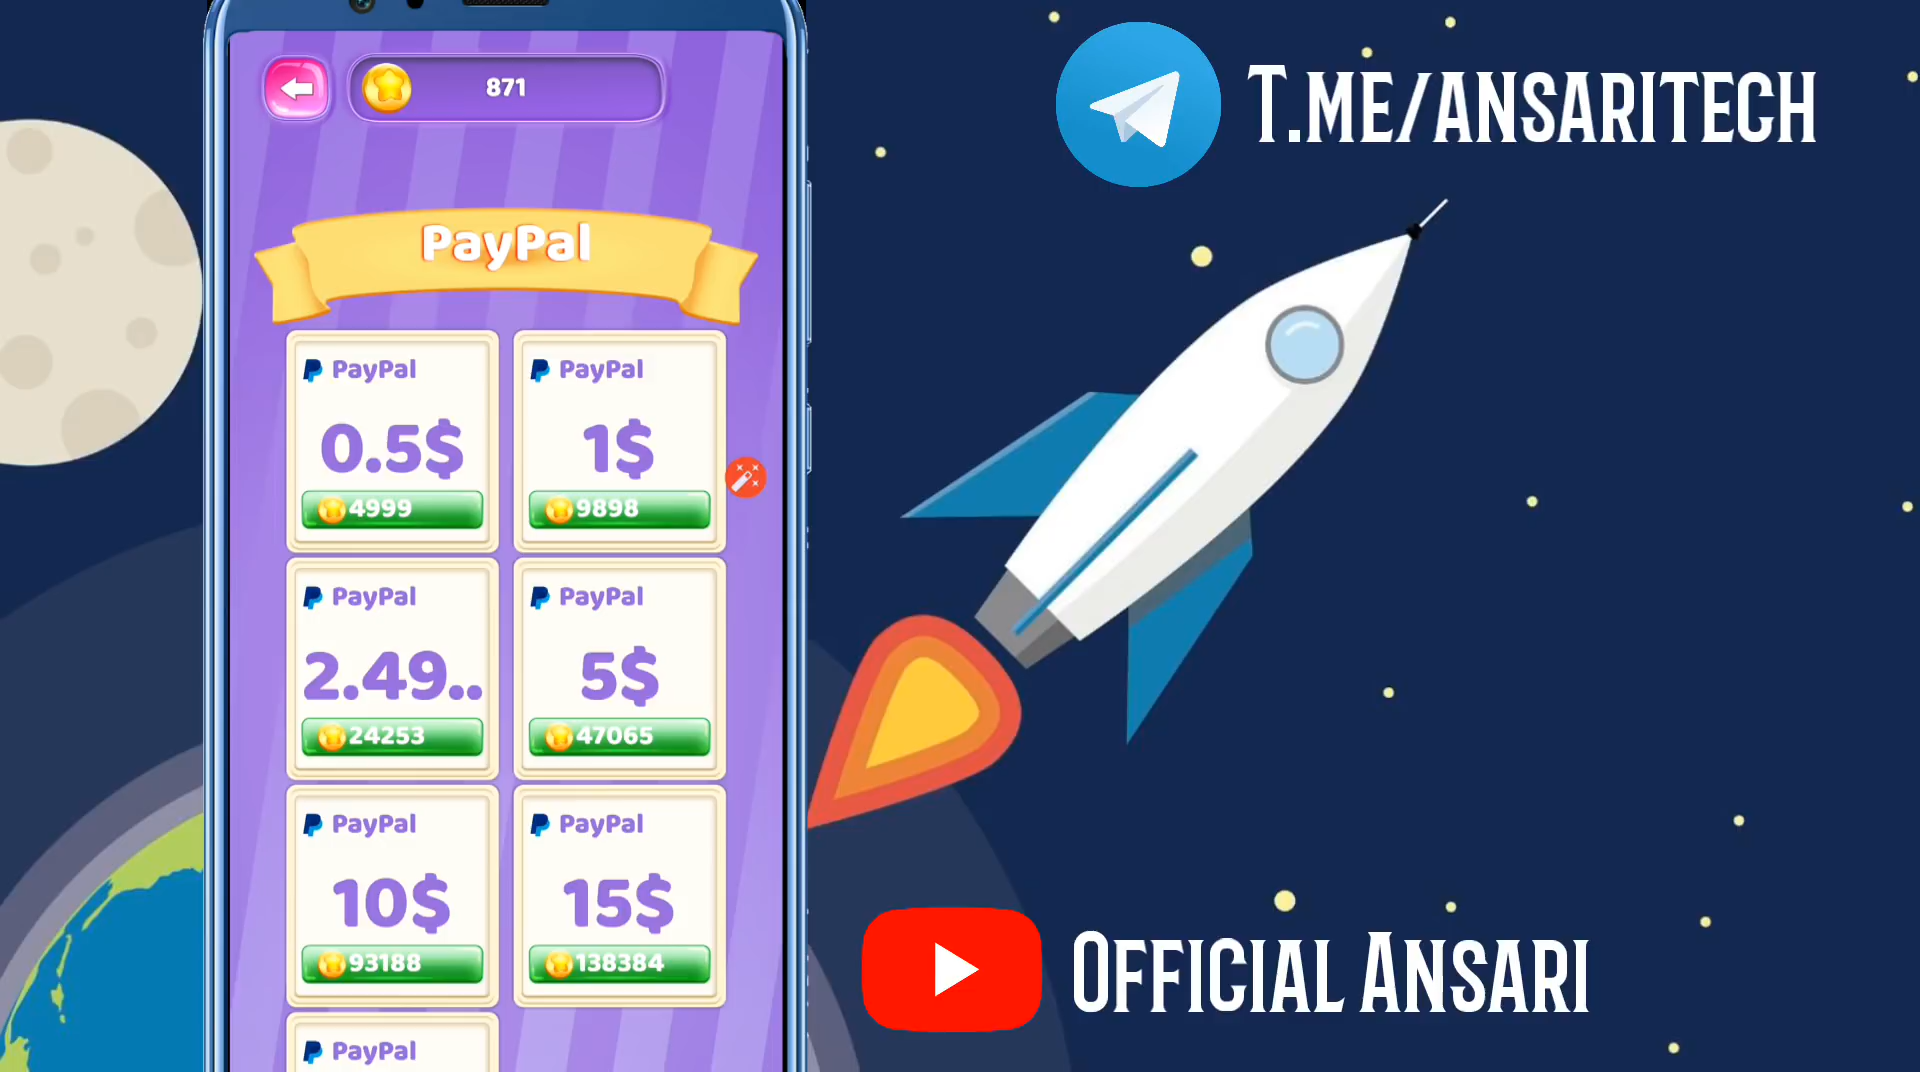 871
PayPal
PayPal
0.5$
4999
PayPal
1$
9898
PayPal
2.49..
24253
PayPal
5$
47065
PayPal
10$
93188
PayPal
15$
138384
PayPal
T.ME/ANSARITECH
OFFICIAL ANSARI